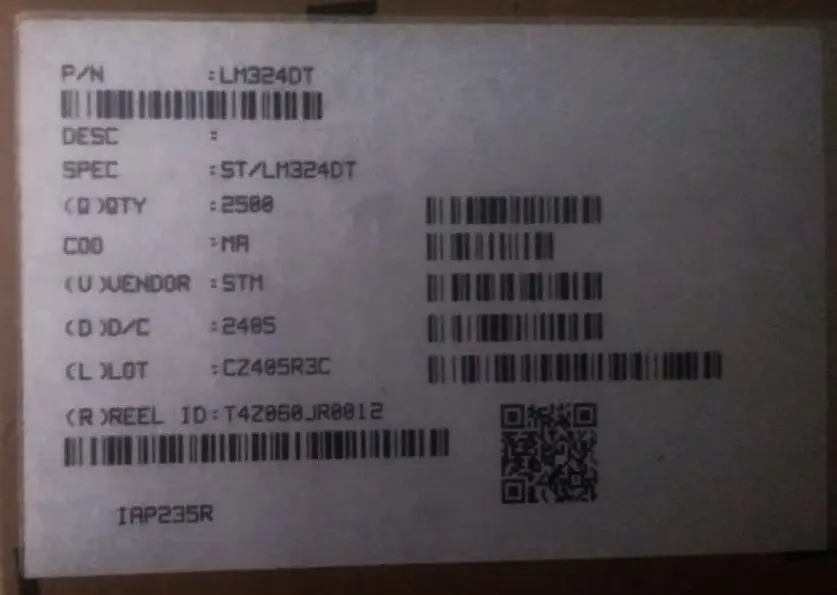 P/N :LM324DT
DESC :
SPEC :ST/LM324DT
(Q)QTY :2500
COO :MA
(V)VENDOR :STM
(D)D/C :2405
(L)LOT :CZ405R3C
(R)REEL ID:T4Z060JR0012
IAP235R